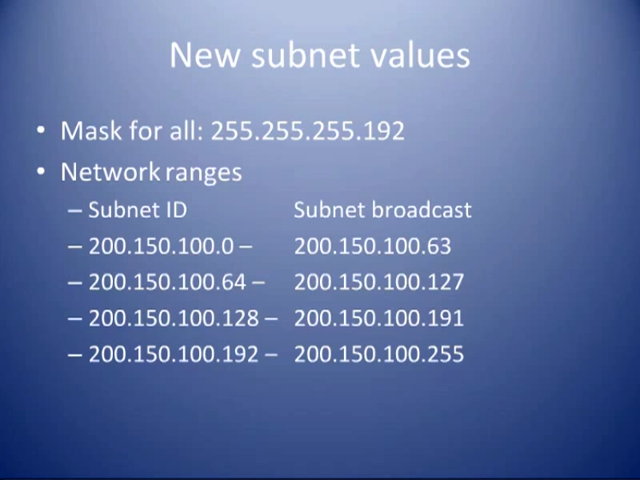 New subnet values
• Mask for all: 255.255.255.192
• Network ranges
– Subnet ID Subnet broadcast
– 200.150.100.0 – 200.150.100.63
– 200.150.100.64 – 200.150.100.127
– 200.150.100.128 – 200.150.100.191
– 200.150.100.192 – 200.150.100.255